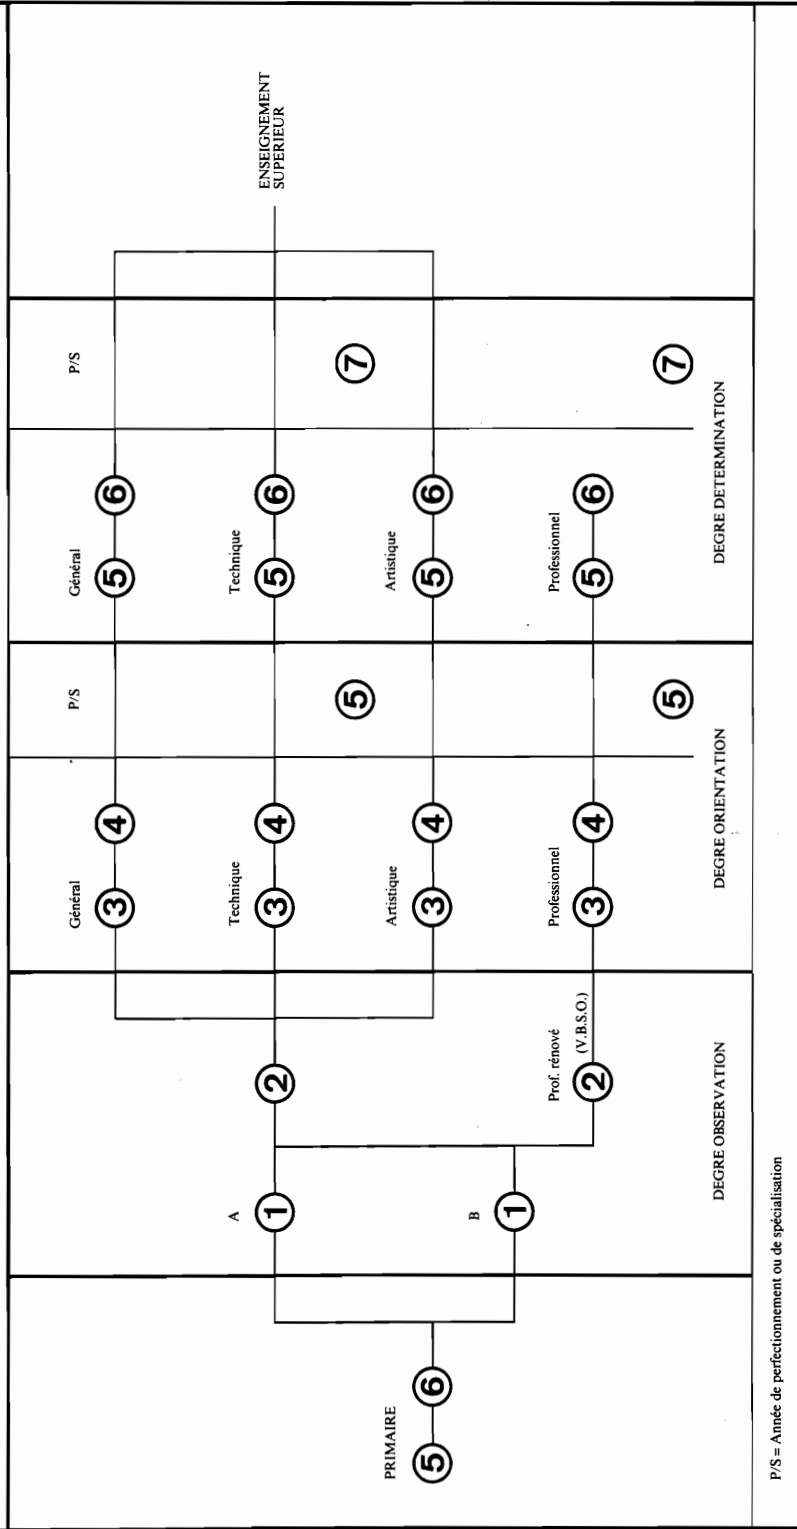 PRIMAIRE
5
6
A
1
B
1
2
Prof. rénové
(V.B.S.O.)
2
DEGRE OBSERVATION
Général
3
4
Technique
3
4
Artistique
3
4
Professionnel
3
4
P/S
5
5
DEGRE ORIENTATION
Général
5
6
Technique
5
6
Artistique
5
6
Professionnel
5
6
P/S
7
7
DEGRE DETERMINATION
ENSEIGNEMENT
SUPERIEUR
P/S = Année de perfectionnement ou de spécialisation